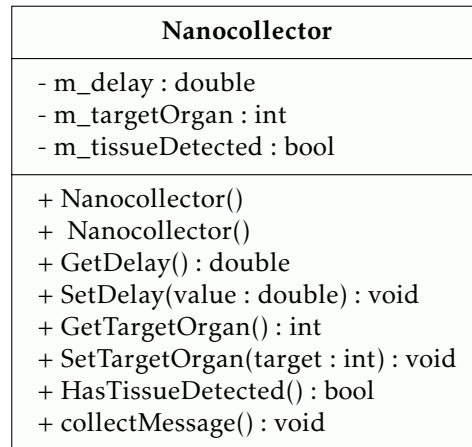 Nanocollector
- m_delay : double
- m_targetOrgan : int
- m_tissueDetected : bool
+ Nanocollector()
+ Nanocollector()
+ GetDelay() : double
+ SetDelay(value : double) : void
+ GetTargetOrgan() : int
+ SetTargetOrgan(target : int) : void
+ HasTissueDetected() : bool
+ collectMessage() : void